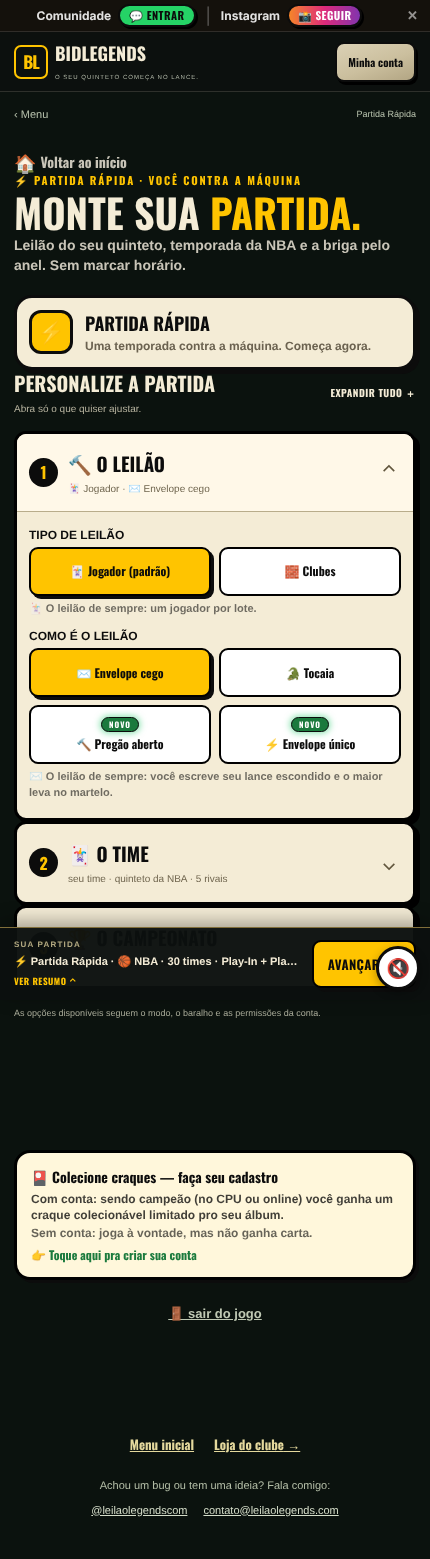 Comunidade 💬 ENTRAR Instagram 📸 SEGUIR ✕
BL BIDLEGENDS
O SEU QUINTETO COMEÇA NO LANCE.
Minha conta
‹ Menu Partida Rápida
🏠 Voltar ao início
⚡ PARTIDA RÁPIDA · VOCÊ CONTRA A MÁQUINA
MONTE SUA PARTIDA.
Leilão do seu quinteto, temporada da NBA e a briga pelo
anel. Sem marcar horário.
⚡ PARTIDA RÁPIDA
Uma temporada contra a máquina. Começa agora.
PERSONALIZE A PARTIDA
EXPANDIR TUDO +
Abra só o que quiser ajustar.
1 🔨 O LEILÃO
🃏 Jogador · ✉️ Envelope cego
TIPO DE LEILÃO
🃏 Jogador (padrão) 🧱 Clubes
🃏 O leilão de sempre: um jogador por lote.
COMO É O LEILÃO
✉️ Envelope cego 🐊 Tocaia
NOVO NOVO
🔨 Pregão aberto ⚡ Envelope único
✉️ O leilão de sempre: você escreve seu lance escondido e o maior
leva no martelo.
2 🃏 O TIME
seu time · quinteto da NBA · 5 rivais
O CAMPEONATO
SUA PARTIDA
⚡ Partida Rápida · 🏀 NBA · 30 times · Play-In + Pla…
VER RESUMO ^
AVANÇAR
As opções disponíveis seguem o modo, o baralho e as permissões da conta.
🎴 Colecione craques — faça seu cadastro
Com conta: sendo campeão (no CPU ou online) você ganha um
craque colecionável limitado pro seu álbum.
Sem conta: joga à vontade, mas não ganha carta.
👉 Toque aqui pra criar sua conta
🚪 sair do jogo
Menu inicial Loja do clube →
Achou um bug ou tem uma ideia? Fala comigo:
@leilaolegendscom contato@leilaolegends.com